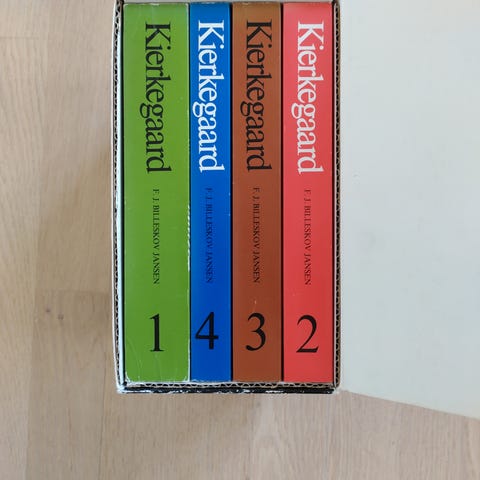 Kierkegaard
F. J. BILLESKOV JANSEN
1
Kierkegaard
F. J. BILLESKOV JANSEN
4
Kierkegaard
F. J. BILLESKOV JANSEN
3
Kierkegaard
F. J. BILLESKOV JANSEN
2